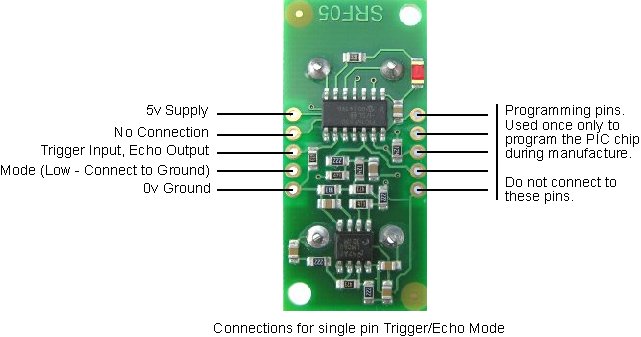 SRF05
5v Supply
No Connection
Trigger Input, Echo Output
Mode (Low - Connect to Ground)
0v Ground
Programming pins.
Used once only to
program the PIC chip
during manufacture.
Do not connect to
these pins.
Connections for single pin Trigger/Echo Mode